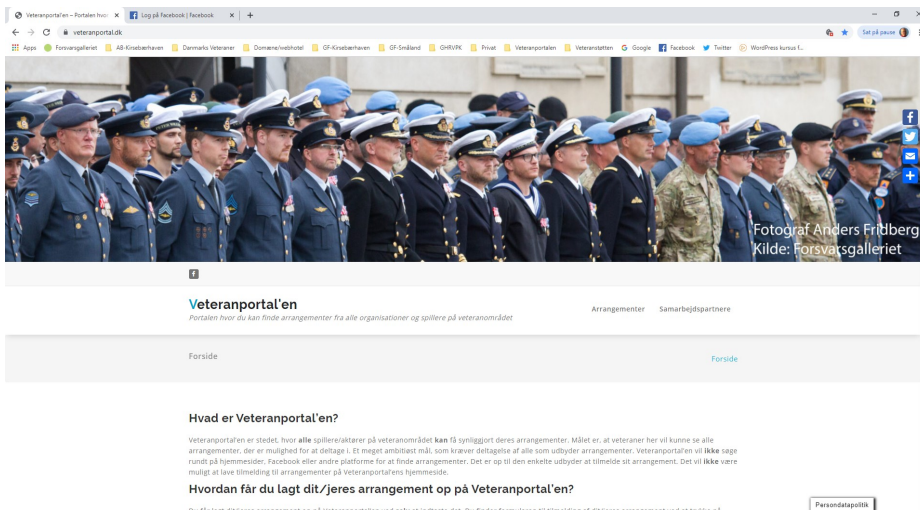 Veteranportal'en – Portalen hvor
Log på Facebook | Facebook
veteranportal.dk
Sat på pause
Apps
Forsvarsgalleriet
AB-Kirsebærhaven
Danmarks Veteraner
Domæne/webhotel
GF-Kirsebærhaven
GF-Småland
GHRVPK
Privat
Veteranportalen
Veteranstøtten
Google
Facebook
Twitter
WordPress kursus f...
Fotograf Anders Fridberg
Kilde: Forsvarsgalleriet
Veteranportal'en
Portalen hvor du kan finde arrangementer fra alle organisationer og spillere på veteranområdet
Arrangementer
Samarbejdspartnere
Forside
Forside
Hvad er Veteranportal'en?
Veteranportal'en er stedet, hvor alle spillere/aktører på veteranområdet kan få synliggjort deres arrangementer. Målet er, at veteraner her vil kunne se alle
arrangementer, der er mulighed for at deltage i. Et meget ambitiøst mål, som kræver deltagelse af alle som udbyder arrangementer. Veteranportal'en vil ikke søge
rundt på hjemmesider, Facebook eller andre platforme for at finde arrangementer. Det er op til den enkelte udbyder at tilmelde sit arrangement. Det vil ikke være
muligt at lave tilmelding til arrangementer på Veteranportal'ens hjemmeside.
Hvordan får du lagt dit/jeres arrangement op på Veteranportal'en?
Persondatapolitik